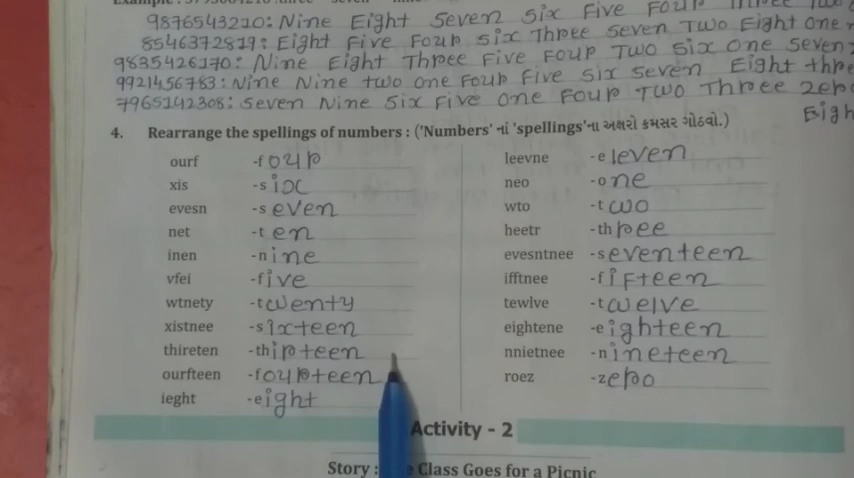 9876543210: Nine Eight Seven Six Five Four Three Two
8546372819: Eight Five Four Six Three Seven Two Eight One
9835426170: Nine Eight Three Five Four Two Six One Seven
9921456783: Nine Nine two one Four Five Six Seven Eight thre
7965142308: Seven Nine Six Five One Four Two Three Zero
Eigh
4. Rearrange the spellings of numbers : ('Numbers' નાં 'spellings'ના અક્ષરો ક્રમસર ગોઠવો.)
ourf -four leevne -eleven
xis -six neo -one
evesn -seven wto -two
net -ten heetr -three
inen -nine evesntnee -seventeen
vfei -five ifftnee -fifteen
wtnety -twenty tewlve -twelve
xistnee -sixteen eightene -eighteen
thireten -thirteen nnietnee -nineteen
ourfteen -fourteen roez -zero
ieght -eight
Activity - 2
Story : Class Goes for a Picnic